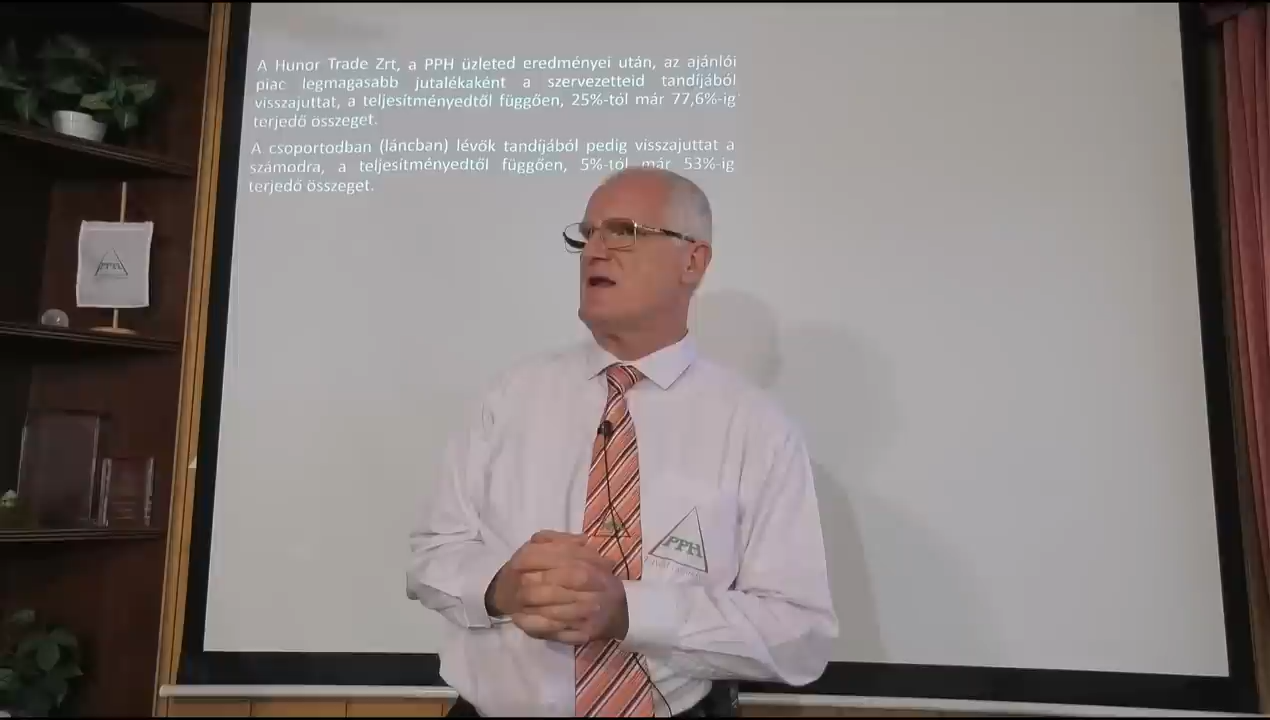 A Hunor Trade Zrt, a PPH üzleted eredményei után, az ajánlói
piac legmagasabb jutalékaként a szervezetteid tandíjából
visszajuttat, a teljesítményedtől függően, 25%-tól már 77,6%-ig
terjedő összeget.
A csoportodban (láncban) lévők tandíjából pedig visszajuttat a
számodra, a teljesítményedtől függően, 5%-tól már 53%-ig
terjedő összeget.
PPH
PPH